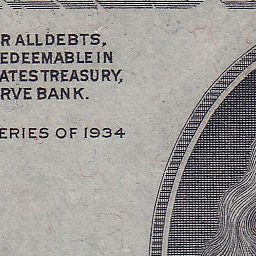 R ALL DEBTS,
EDEEMABLE IN
ATES TREASURY,
RVE BANK.
ERIES OF 1934